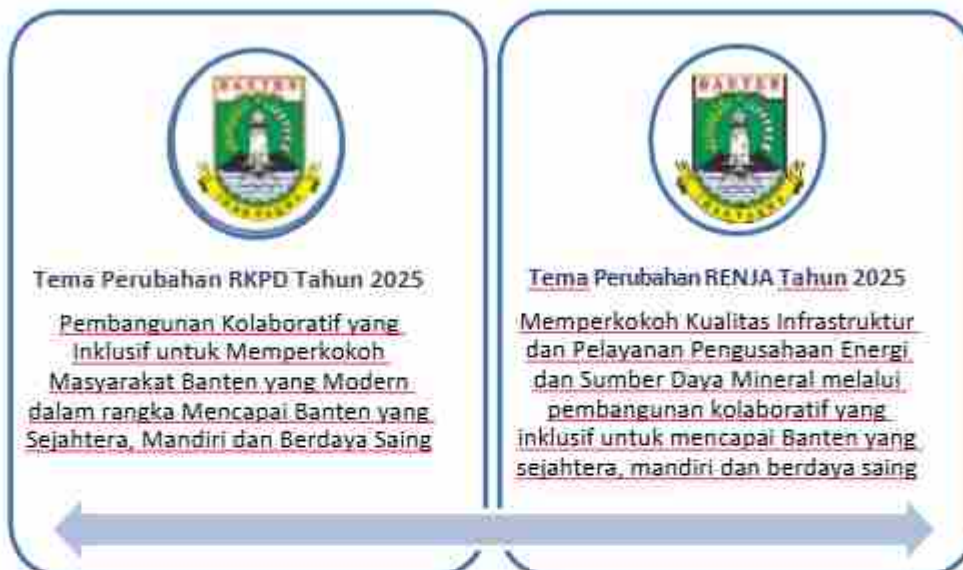 BANTEN
Tema Perubahan RKPD Tahun 2025
Pembangunan Kolaboratif yang
Inklusif untuk Memperkokoh
Masyarakat Banten yang Modern
dalam rangka Mencapai Banten yang
Sejahtera, Mandiri dan Berdaya Saing
BANTEN
Tema Perubahan RENJA Tahun 2025
Memperkokoh Kualitas Infrastruktur
dan Pelayanan Pengusahaan Energi
dan Sumber Daya Mineral melalui
pembangunan kolaboratif yang
inklusif untuk mencapai Banten yang
sejahtera, mandiri dan berdaya saing